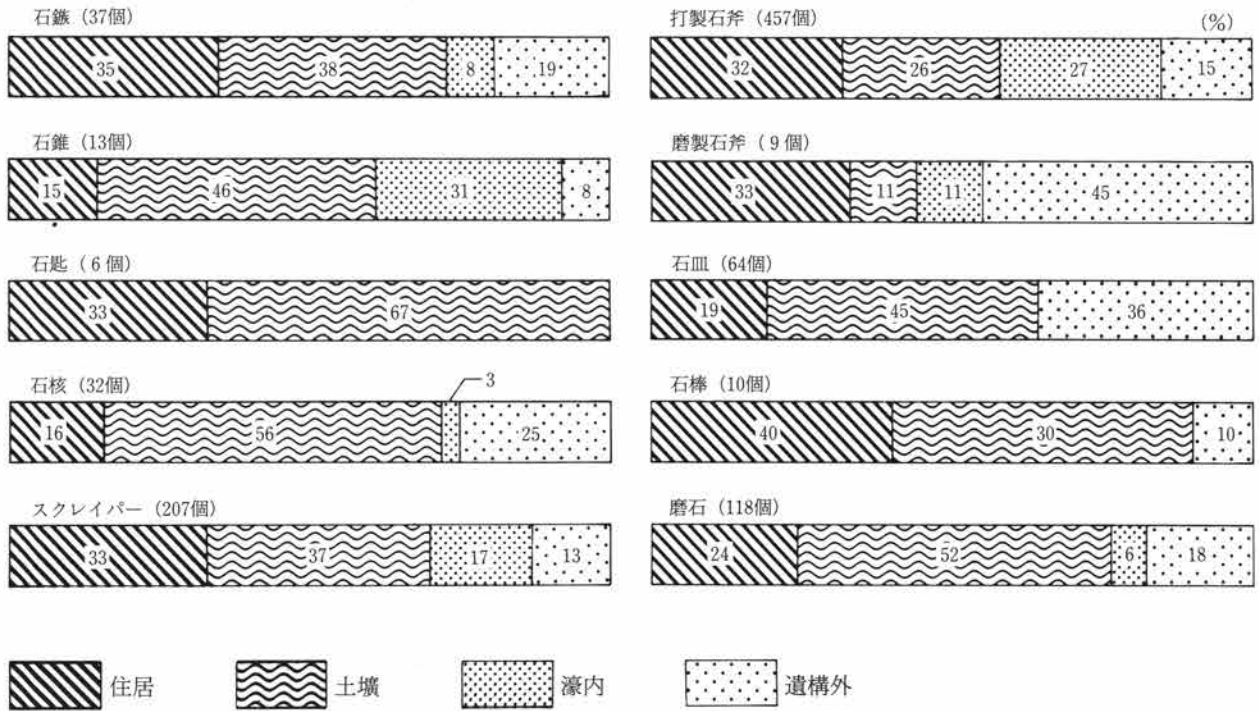 石鏃 (37個)
35 38 8 19
石錐 (13個)
15 46 31 8
石匙 (6個)
33 67
石核 (32個)
3
16 56 25
スクレイパー (207個)
33 37 17 13
打製石斧 (457個) (%)
32 26 27 15
磨製石斧 (9個)
33 11 11 45
石皿 (64個)
19 45 36
石棒 (10個)
40 30 10
磨石 (118個)
24 52 6 18
住居 土壙 濠内 遺構外